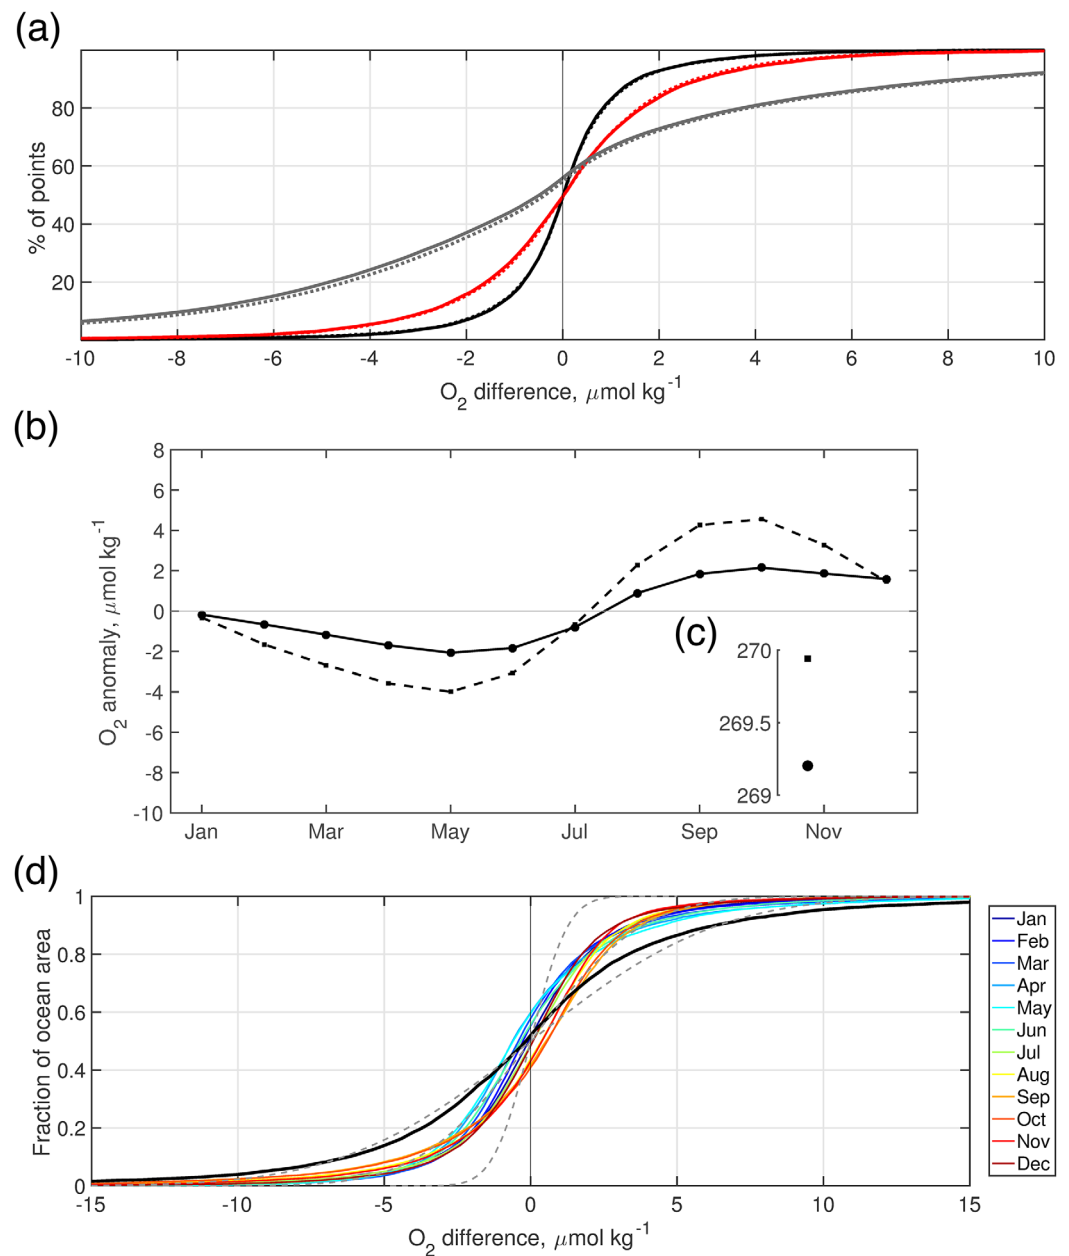 (a)
80
60
40
20
% of points
-10 -8 -6 -4 -2 0 2 4 6 8 10
O2 difference, μmol kg-1
(b)
8
6
4
2
0
-2
-4
-6
-8
-10
O2 anomaly, μmol kg-1
(c)
270
269.5
269
Jan Mar May Jul Sep Nov
(d)
1
0.8
0.6
0.4
0.2
0
Fraction of ocean area
-15 -10 -5 0 5 10 15
O2 difference, μmol kg-1
Jan
Feb
Mar
Apr
May
Jun
Jul
Aug
Sep
Oct
Nov
Dec